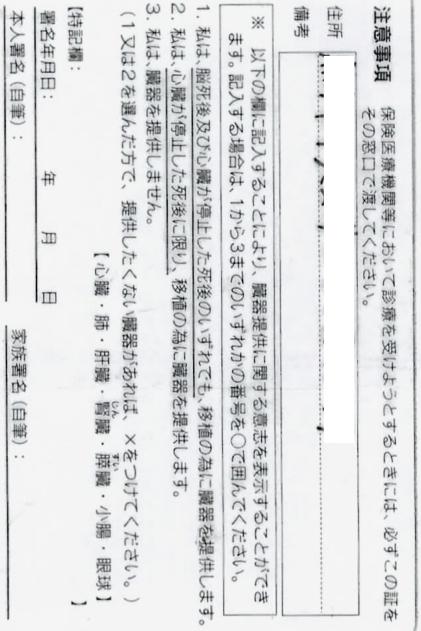 注意事項　保険医療機関等において診療を受けようとするときには、必ずこの証を
その窓口で渡してください。
住所
備考
※　以下の欄に記入することにより、臓器提供に関する意志を表示することができ
ます。記入する場合は、1から3までのいずれかの番号を○で囲んでください。
1. 私は、脳死後及び心臓が停止した死後のいずれでも、移植の為に臓器を提供します。
2. 私は、心臓が停止した死後に限り、移植の為に臓器を提供します。
3. 私は、臓器を提供しません。
(1又は2を選んだ方で、提供したくない臓器があれば、×をつけてください。)
【 心臓・肺・肝臓・腎臓・膵臓・小腸・眼球 】
じん すい
【特記欄： 】
署名年月日： 年 月 日
本人署名(自筆)： 家族署名(自筆)：